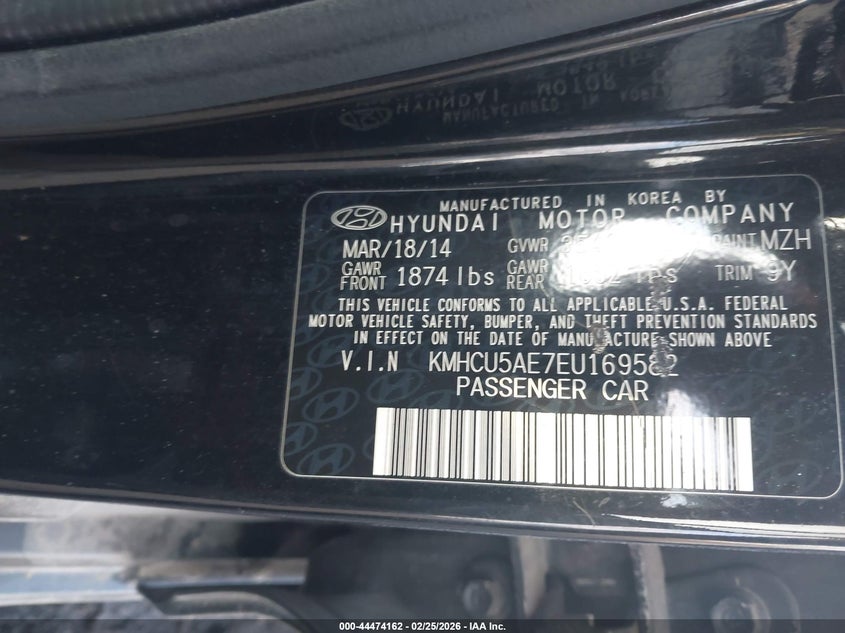 MANUFACTURED IN KOREA BY
HYUNDAI MOTOR COMPANY
MAR/18/14 GVWR PAINT MZH
GAWR FRONT 1874 lbs GAWR REAR TRIM 9Y
THIS VEHICLE CONFORMS TO ALL APPLICABLE U.S.A. FEDERAL
MOTOR VEHICLE SAFETY, BUMPER, AND THEFT PREVENTION STANDARDS
IN EFFECT ON THE DATE OF MANUFACTURE SHOWN ABOVE
V.I.N KMHCU5AE7EU169582
PASSENGER CAR
000-44474162 - 02/25/2026 - IAA Inc.